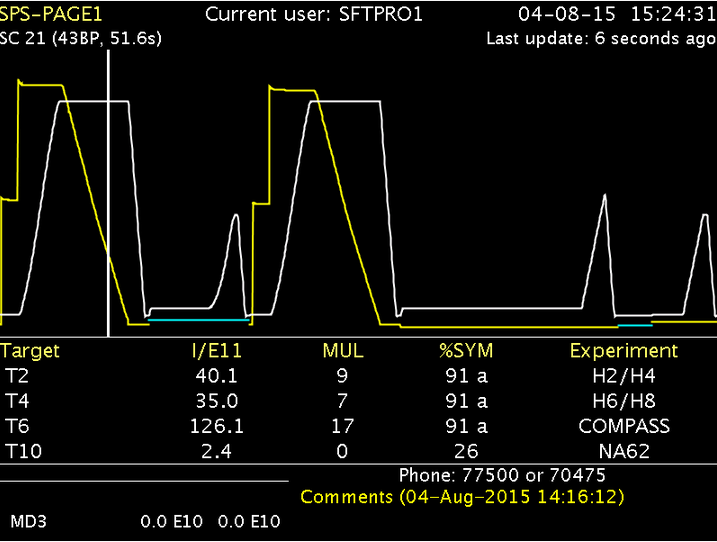 SPS-PAGE1 Current user: SFTPRO1 04-08-15 15:24:31
SC 21 (43BP, 51.6s) Last update: 6 seconds ago
Target I/E11 MUL %SYM Experiment
T2 40.1 9 91 a H2/H4
T4 35.0 7 91 a H6/H8
T6 126.1 17 91 a COMPASS
T10 2.4 0 26 NA62
Phone: 77500 or 70475
Comments (04-Aug-2015 14:16:12)
MD3 0.0 E10 0.0 E10